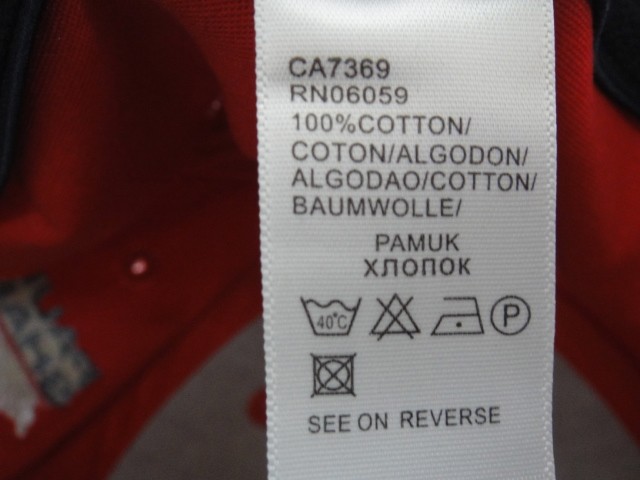 CA7369
RN06059
100%COTTON/
COTON/ALGODON/
ALGODAO/COTTON/
BAUMWOLLE/
PAMUK
ХЛОПОК
40°C
P
SEE ON REVERSE